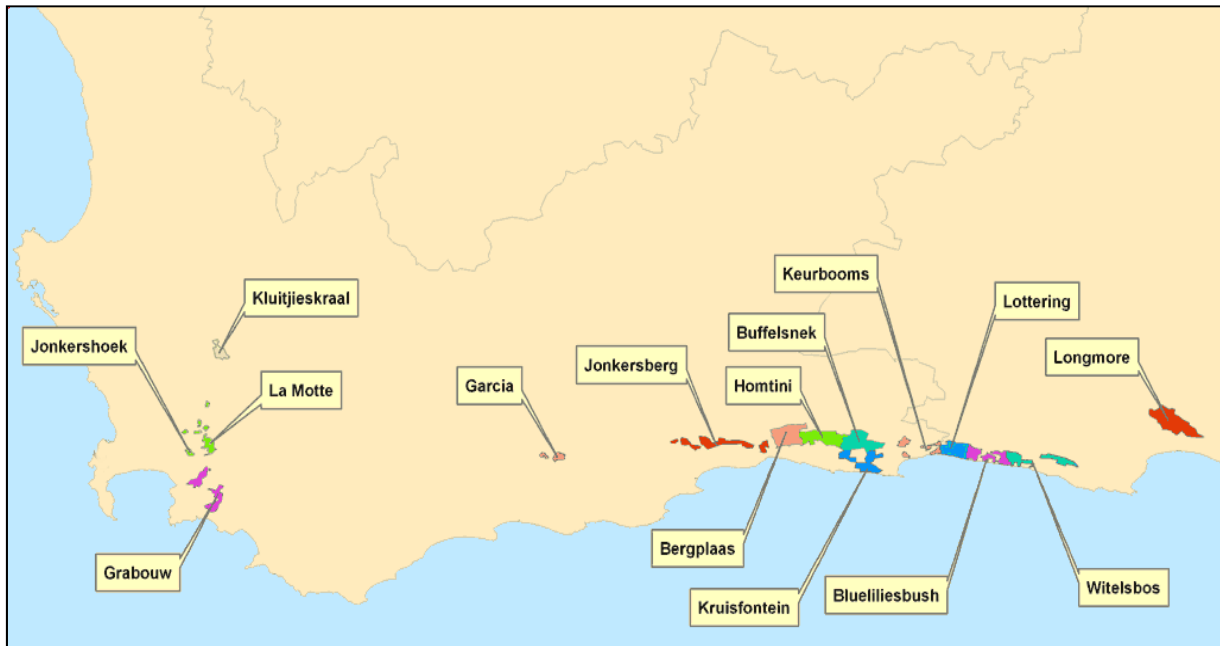 Keurbooms
Kluitjieskraal
Lottering
Buffelsnek
Jonkershoek
Longmore
Jonkersberg
Garcia
Homtini
La Motte
Bergplaas
Grabouw
Witelsbos
Blueliliesbush
Kruisfontein